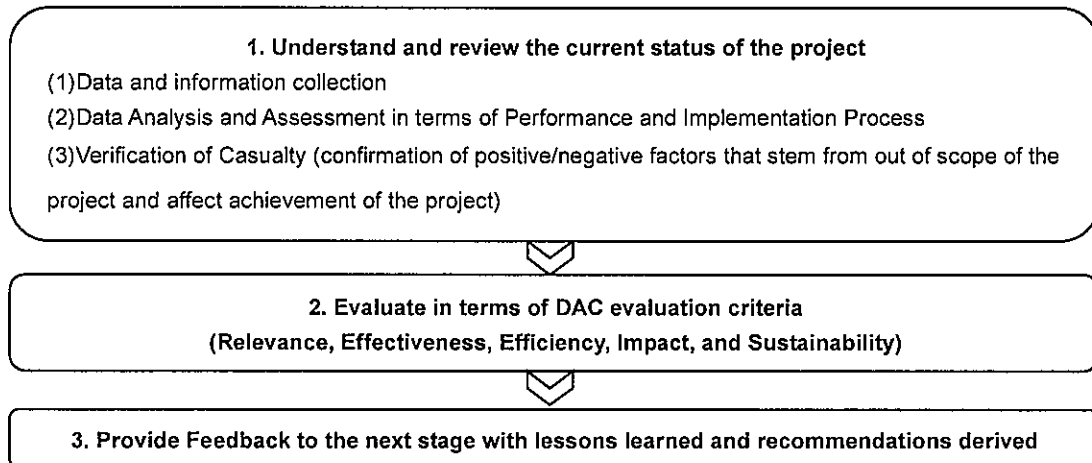 1. Understand and review the current status of the project
(1)Data and information collection
(2)Data Analysis and Assessment in terms of Performance and Implementation Process
(3)Verification of Casualty (confirmation of positive/negative factors that stem from out of scope of the
project and affect achievement of the project)
2. Evaluate in terms of DAC evaluation criteria
(Relevance, Effectiveness, Efficiency, Impact, and Sustainability)
3. Provide Feedback to the next stage with lessons learned and recommendations derived